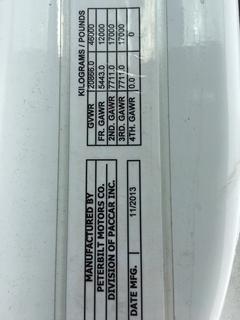 KILOGRAMS / POUNDS
GVWR 20866.0 46000
FR. GAWR 5443.0 12000
2ND. GAWR 7711.0 17000
3RD. GAWR 7711.0 17000
4TH. GAWR 0.0 0
MANUFACTURED BY
PETERBILT MOTORS CO.
DIVISION OF PACCAR INC.
DATE MFG. 11/2013